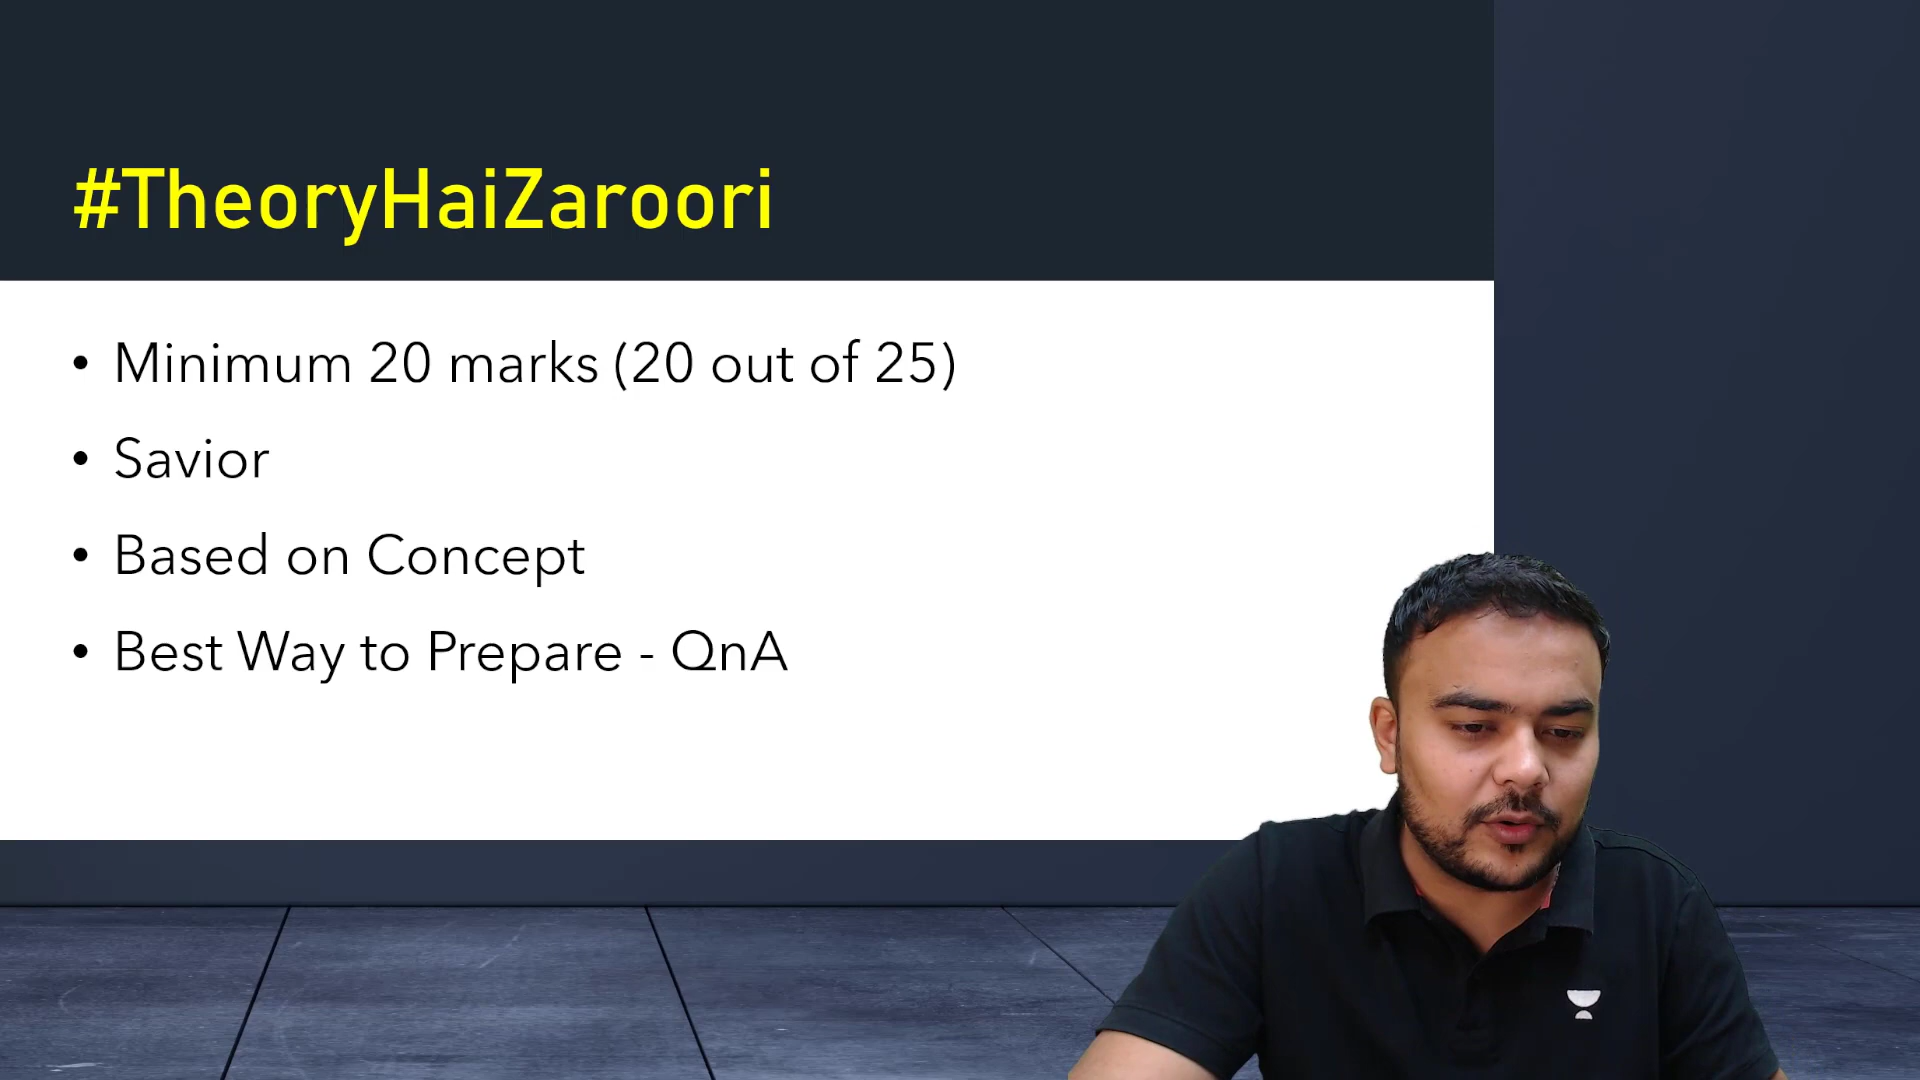 #TheoryHaiZaroori
• Minimum 20 marks (20 out of 25)
• Savior
• Based on Concept
• Best Way to Prepare - QnA